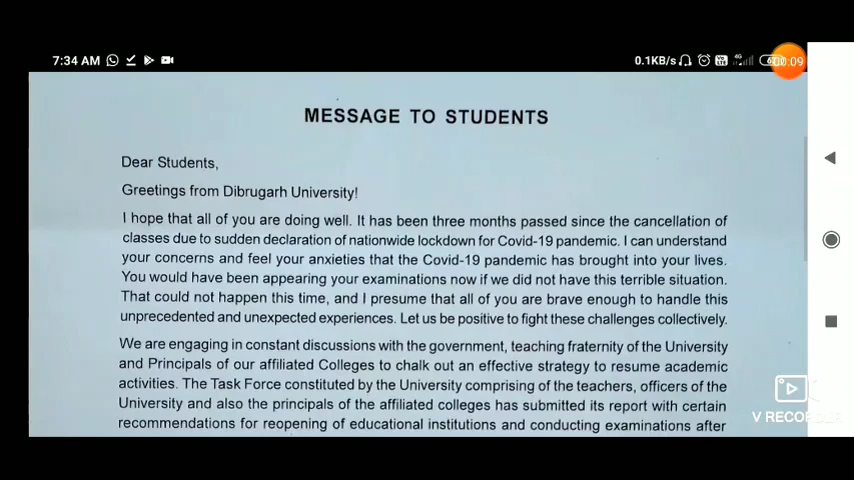 7:34 AM
0.1KB/s
4G
00:09
MESSAGE TO STUDENTS
Dear Students,
Greetings from Dibrugarh University!
I hope that all of you are doing well. It has been three months passed since the cancellation of
classes due to sudden declaration of nationwide lockdown for Covid-19 pandemic. I can understand
your concerns and feel your anxieties that the Covid-19 pandemic has brought into your lives.
You would have been appearing your examinations now if we did not have this terrible situation.
That could not happen this time, and I presume that all of you are brave enough to handle this
unprecedented and unexpected experiences. Let us be positive to fight these challenges collectively.
We are engaging in constant discussions with the government, teaching fraternity of the University
and Principals of our affiliated Colleges to chalk out an effective strategy to resume academic
activities. The Task Force constituted by the University comprising of the teachers, officers of the
University and also the principals of the affiliated colleges has submitted its report with certain
recommendations for reopening of educational institutions and conducting examinations after
V RECORDER